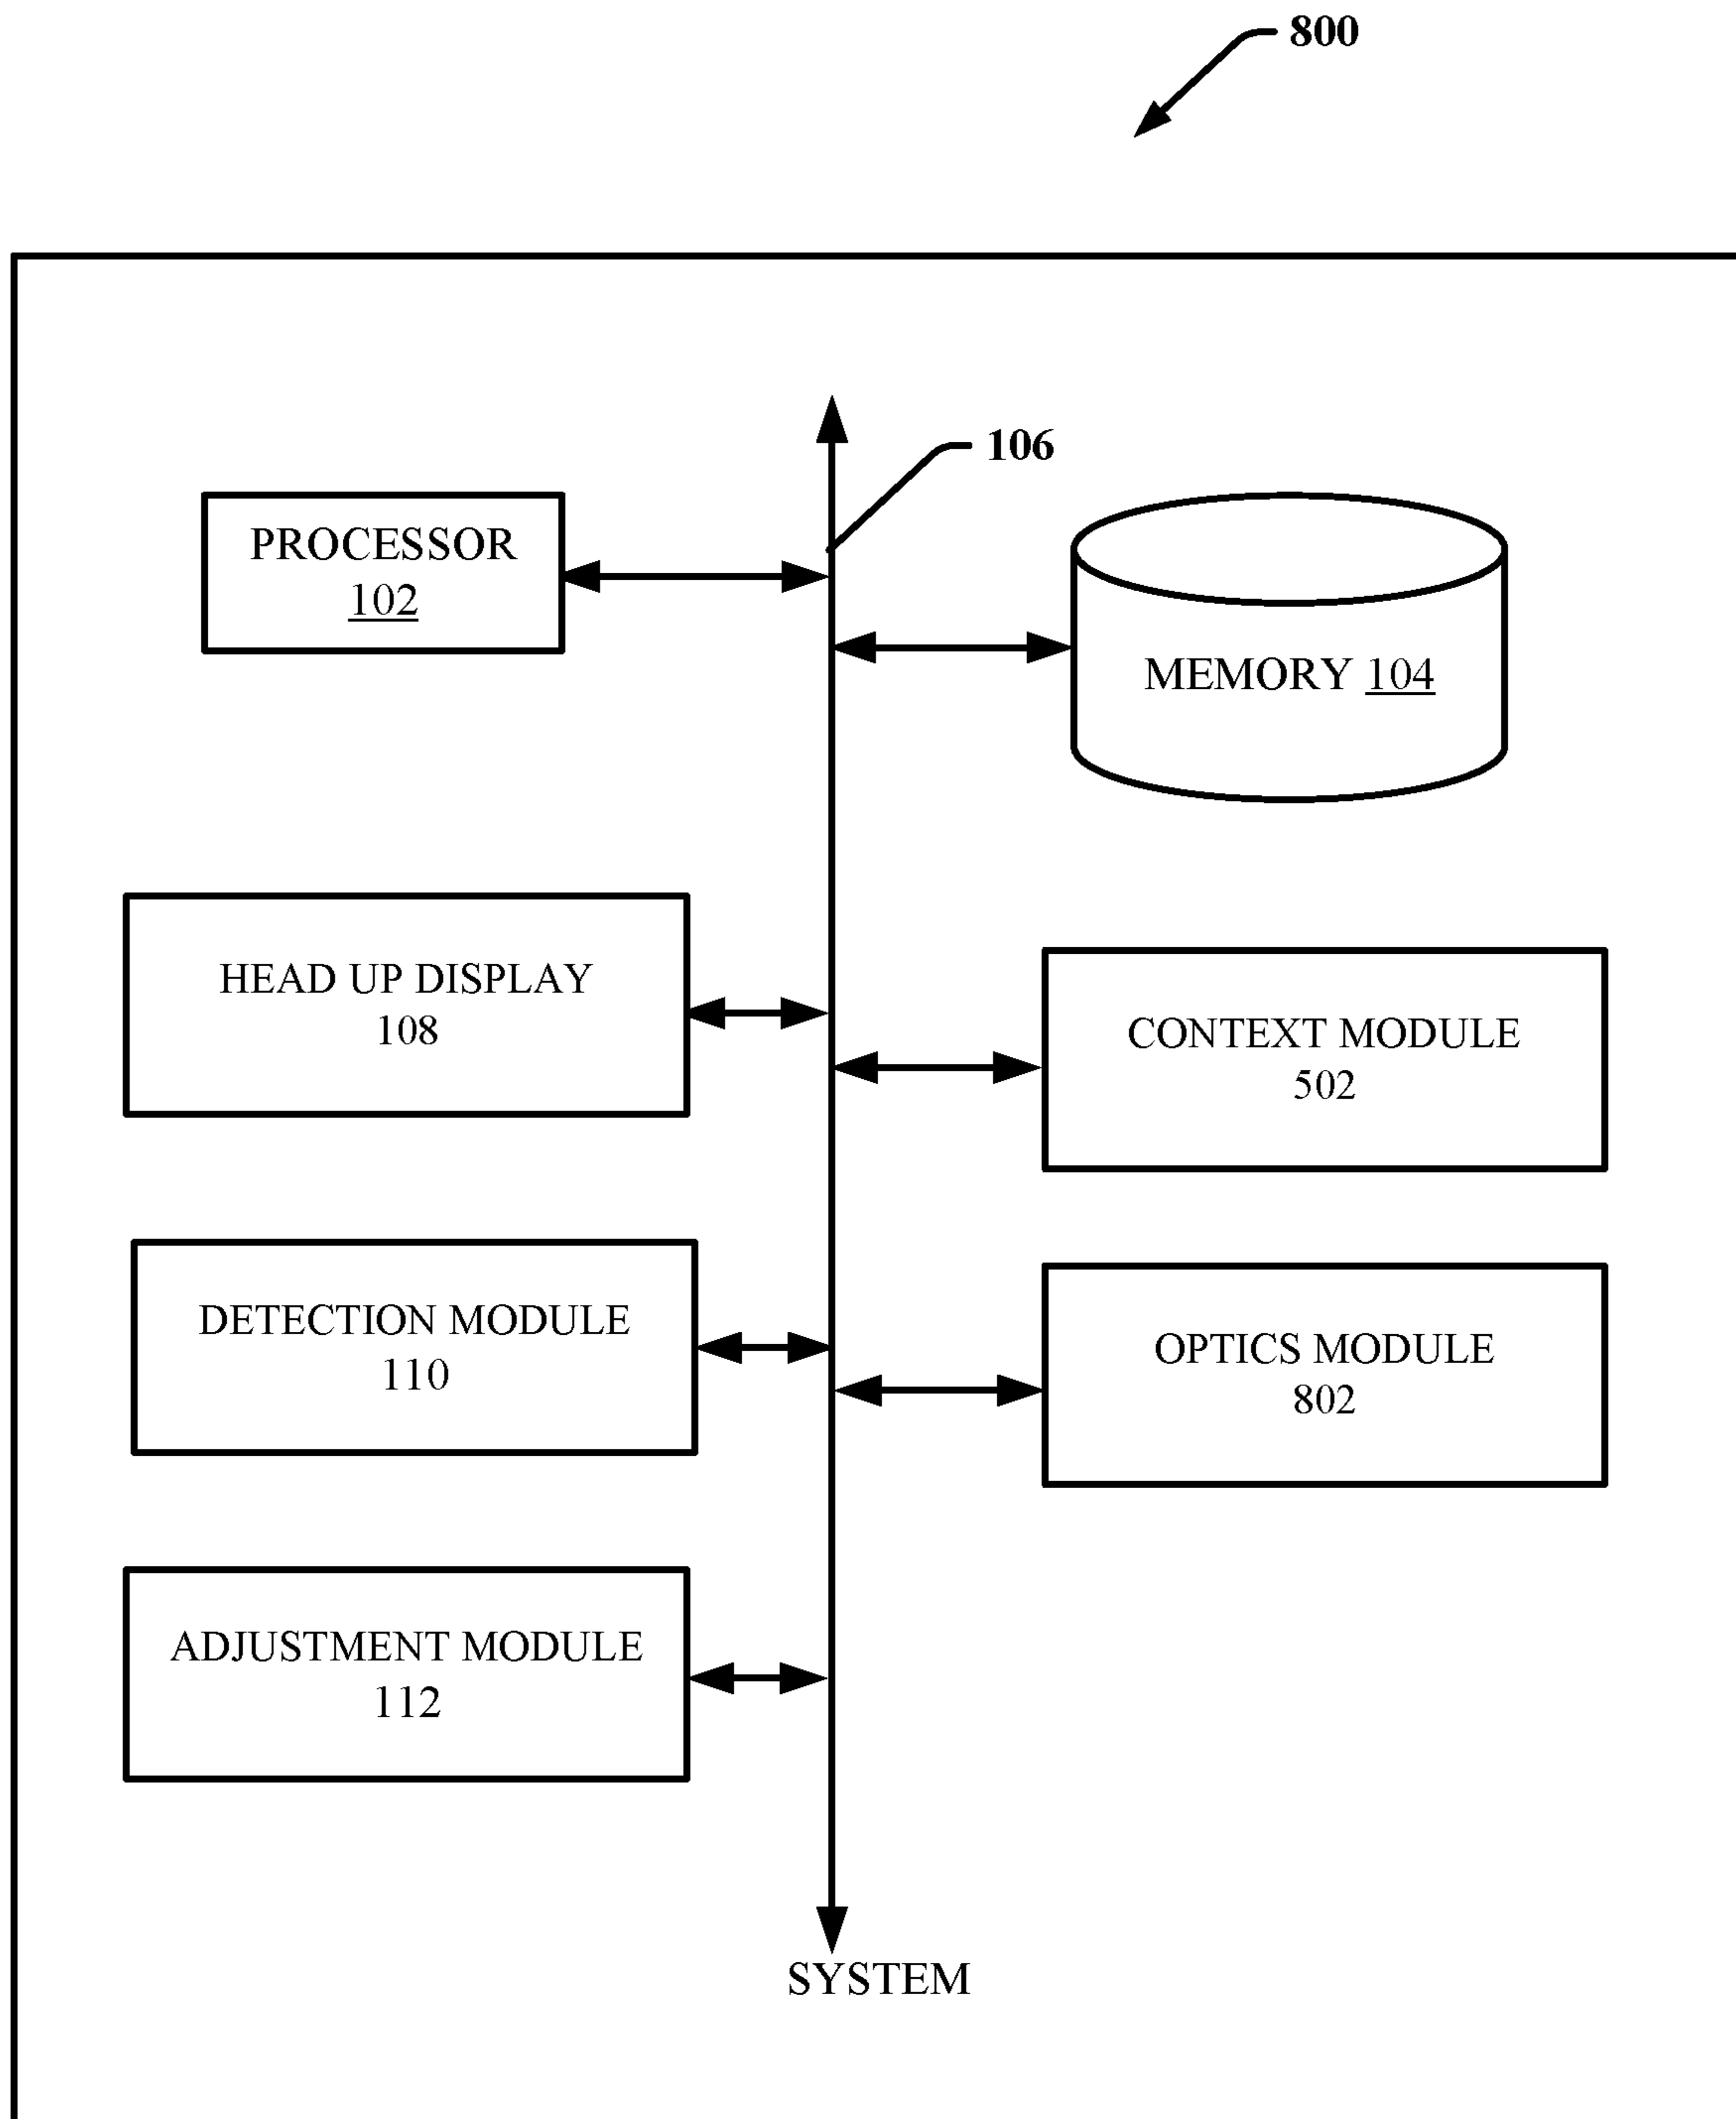 800
106
PROCESSOR
102
MEMORY 104
HEAD UP DISPLAY
108
CONTEXT MODULE
502
DETECTION MODULE
110
OPTICS MODULE
802
ADJUSTMENT MODULE
112
SYSTEM